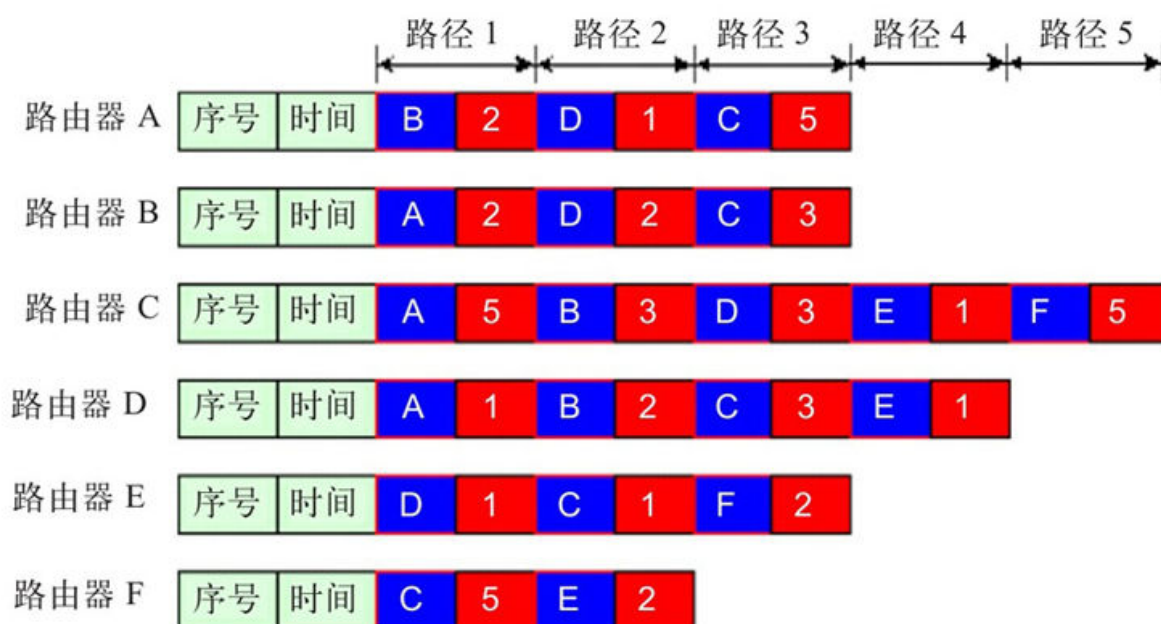 路径 1 路径 2 路径 3 路径 4 路径 5
路由器 A 序号 时间 B 2 D 1 C 5
路由器 B 序号 时间 A 2 D 2 C 3
路由器 C 序号 时间 A 5 B 3 D 3 E 1 F 5
路由器 D 序号 时间 A 1 B 2 C 3 E 1
路由器 E 序号 时间 D 1 C 1 F 2
路由器 F 序号 时间 C 5 E 2